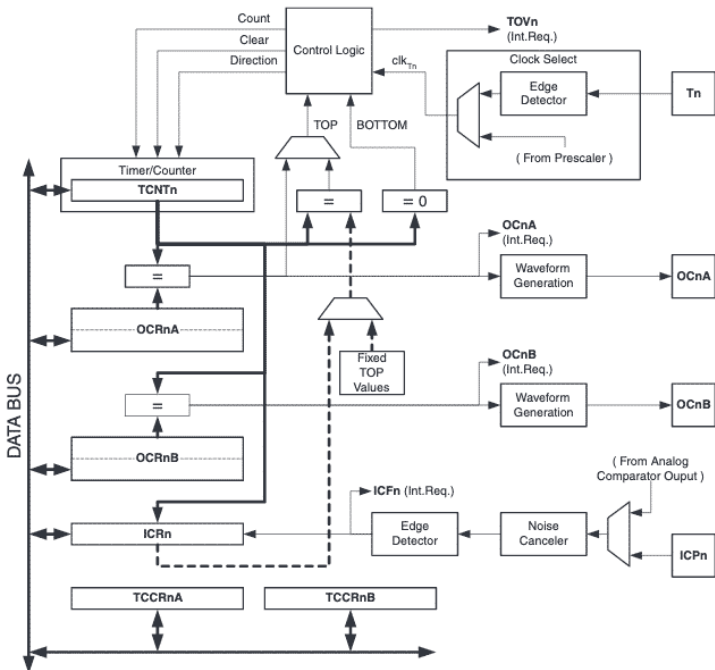 Count
Clear
Direction
Control Logic
TOVn
(Int.Req.)
clkTn
Clock Select
Edge
Detector
Tn
( From Prescaler )
TOP
BOTTOM
Timer/Counter
TCNTn
=
= 0
=
OCnA
(Int.Req.)
Waveform
Generation
OCnA
OCRnA
Fixed
TOP
Values
OCnB
(Int.Req.)
=
Waveform
Generation
OCnB
OCRnB
DATA BUS
( From Analog
Comparator Ouput )
ICFn (Int.Req.)
ICRn
Edge
Detector
Noise
Canceler
ICPn
TCCRnA
TCCRnB